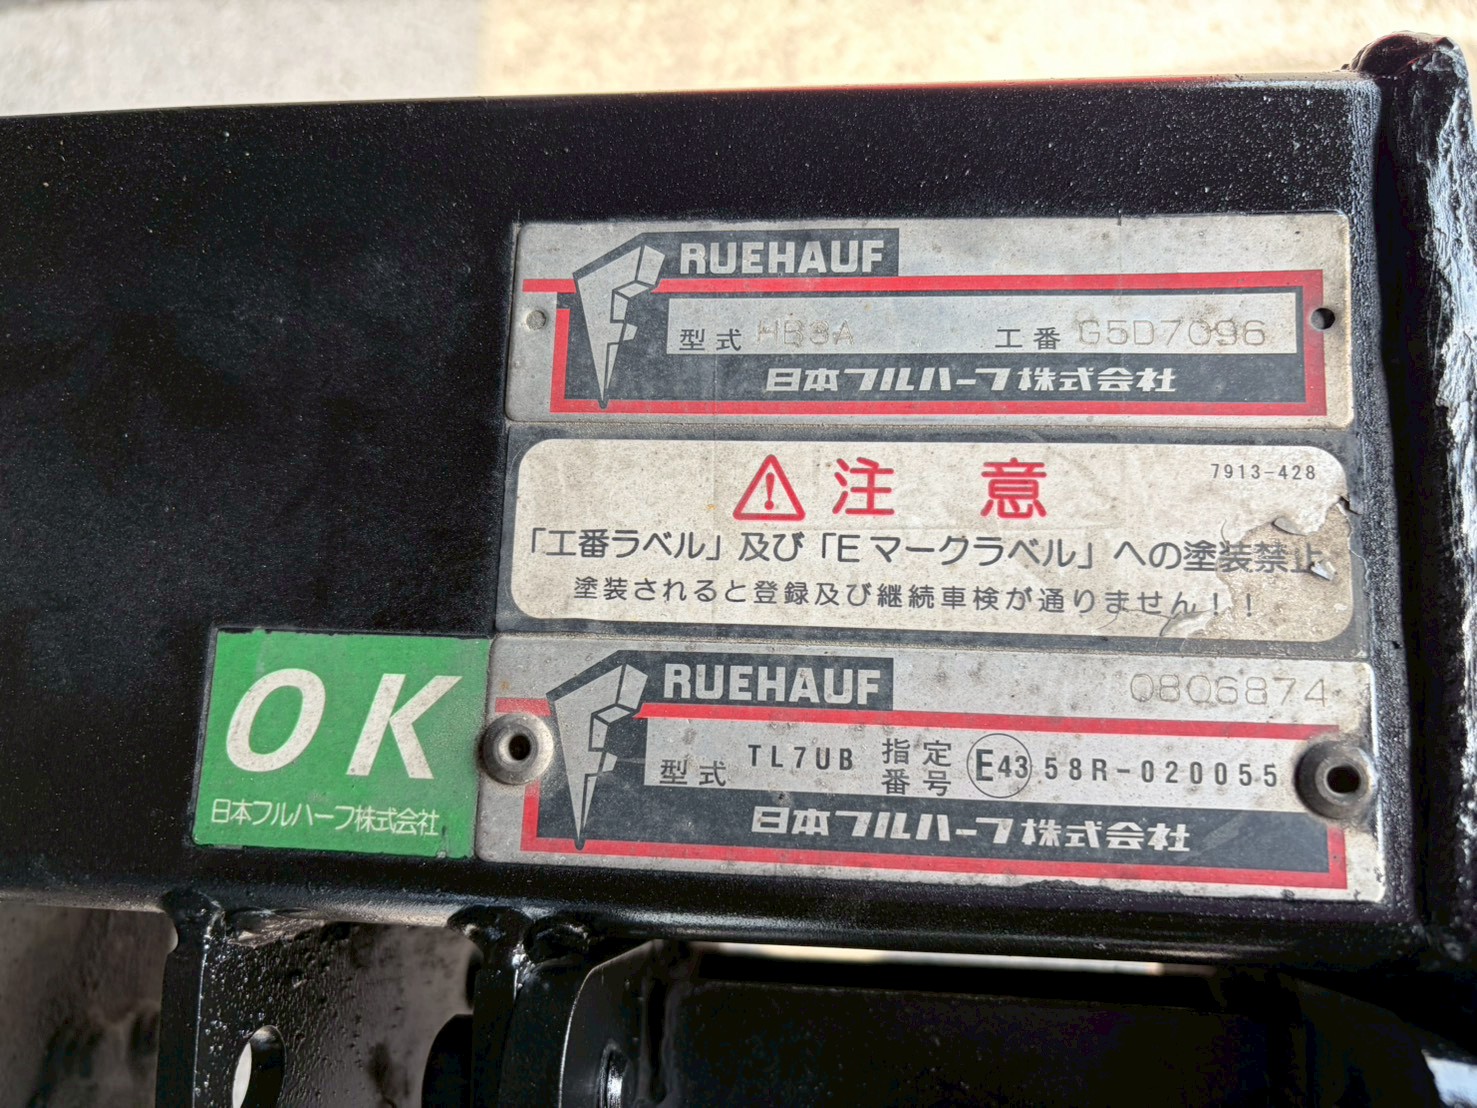 FRUEHAUF
型式 HB3A 工番 G5D7096
日本フルハーフ株式会社
注意
7913-428
「工番ラベル」及び「Eマークラベル」への塗装禁止
塗装されると登録及び継続車検が通りません!!
OK
日本フルハーフ株式会社
FRUEHAUF
0806874
型式 TL7UB 指定番号 E43 58R-020055
日本フルハーフ株式会社